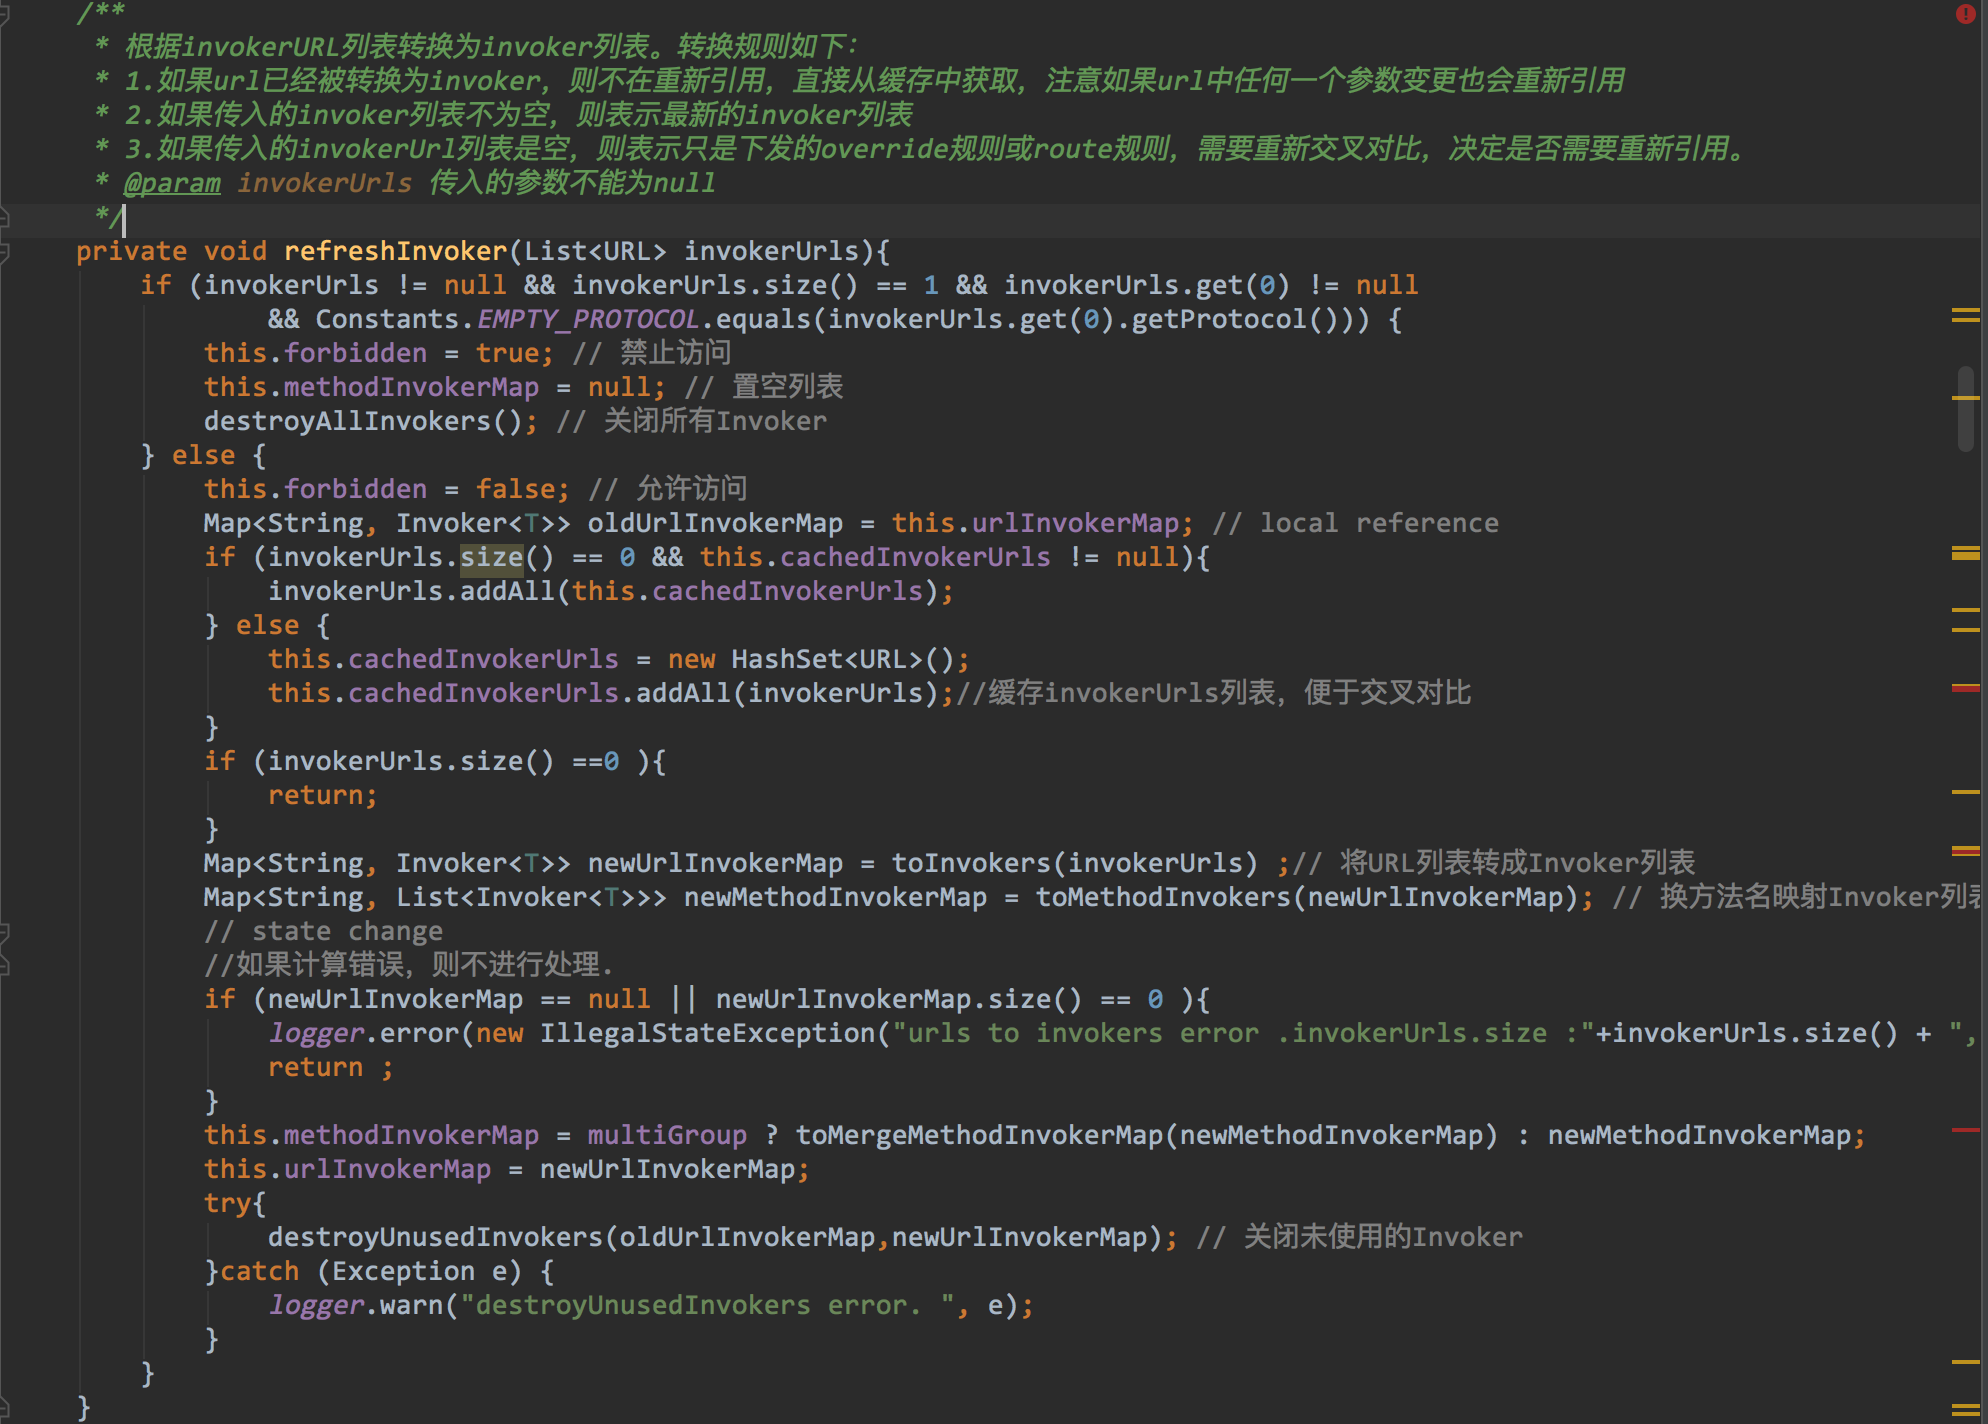 /**
 * 根据invokerURL列表转换为invoker列表。转换规则如下：
 * 1.如果url已经被转换为invoker，则不在重新引用，直接从缓存中获取，注意如果url中任何一个参数变更也会重新引用
 * 2.如果传入的invoker列表不为空，则表示最新的invoker列表
 * 3.如果传入的invokerUrl列表是空，则表示只是下发的override规则或route规则，需要重新交叉对比，决定是否需要重新引用。
 * @param invokerUrls 传入的参数不能为null
 */
private void refreshInvoker(List<URL> invokerUrls){
    if (invokerUrls != null && invokerUrls.size() == 1 && invokerUrls.get(0) != null
            && Constants.EMPTY_PROTOCOL.equals(invokerUrls.get(0).getProtocol())) {
        this.forbidden = true; // 禁止访问
        this.methodInvokerMap = null; // 置空列表
        destroyAllInvokers(); // 关闭所有Invoker
    } else {
        this.forbidden = false; // 允许访问
        Map<String, Invoker<T>> oldUrlInvokerMap = this.urlInvokerMap; // local reference
        if (invokerUrls.size() == 0 && this.cachedInvokerUrls != null){
            invokerUrls.addAll(this.cachedInvokerUrls);
        } else {
            this.cachedInvokerUrls = new HashSet<URL>();
            this.cachedInvokerUrls.addAll(invokerUrls);//缓存invokerUrls列表，便于交叉对比
        }
        if (invokerUrls.size() ==0 ){
            return;
        }
        Map<String, Invoker<T>> newUrlInvokerMap = toInvokers(invokerUrls) ;// 将URL列表转成Invoker列表
        Map<String, List<Invoker<T>>> newMethodInvokerMap = toMethodInvokers(newUrlInvokerMap); // 换方法名映射Invoker列表
        // state change
        //如果计算错误，则不进行处理.
        if (newUrlInvokerMap == null || newUrlInvokerMap.size() == 0 ){
            logger.error(new IllegalStateException("urls to invokers error .invokerUrls.size :"+invokerUrls.size() + ",
            return ;
        }
        this.methodInvokerMap = multiGroup ? toMergeMethodInvokerMap(newMethodInvokerMap) : newMethodInvokerMap;
        this.urlInvokerMap = newUrlInvokerMap;
        try{
            destroyUnusedInvokers(oldUrlInvokerMap,newUrlInvokerMap); // 关闭未使用的Invoker
        }catch (Exception e) {
            logger.warn("destroyUnusedInvokers error. ", e);
        }
    }
}